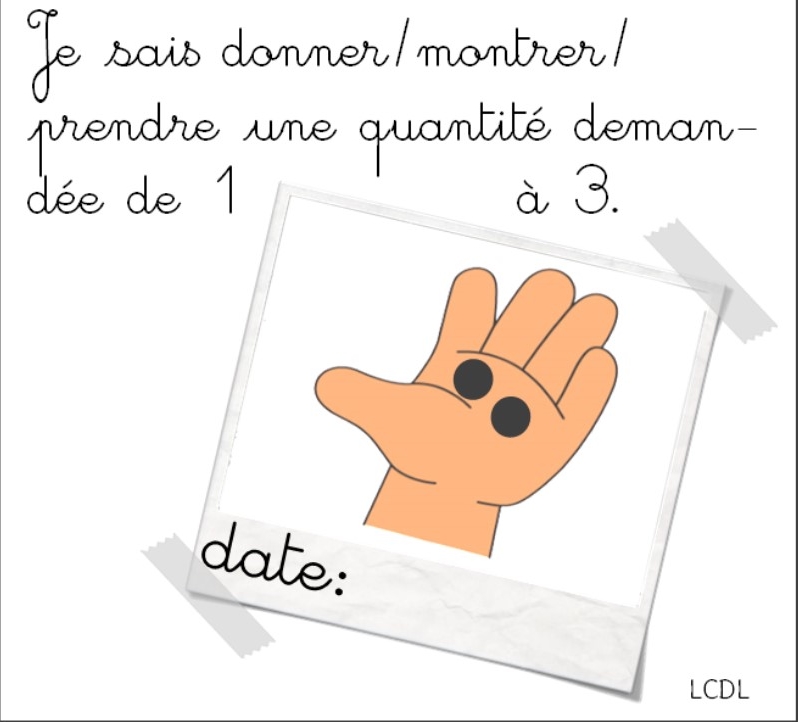 Je sais donner/montrer/
prendre une quantité deman-
dée de 1 à 3.
date:
LCDL